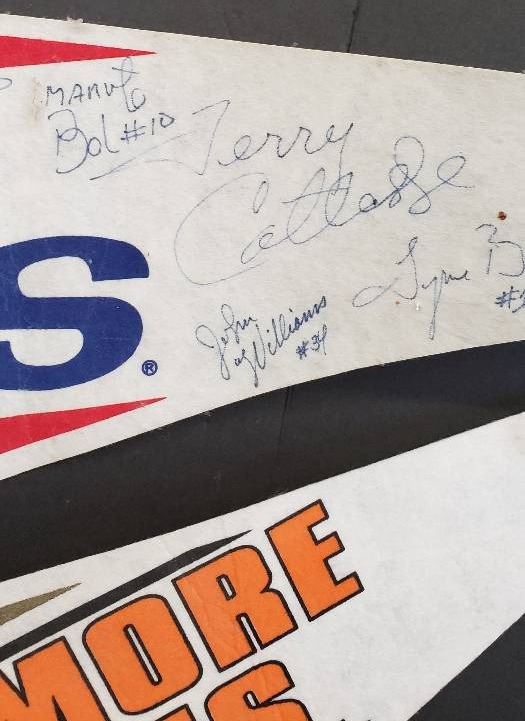 Manute
Bol #10
Terry
Catledge
S®
John
Williams
#34
MORE